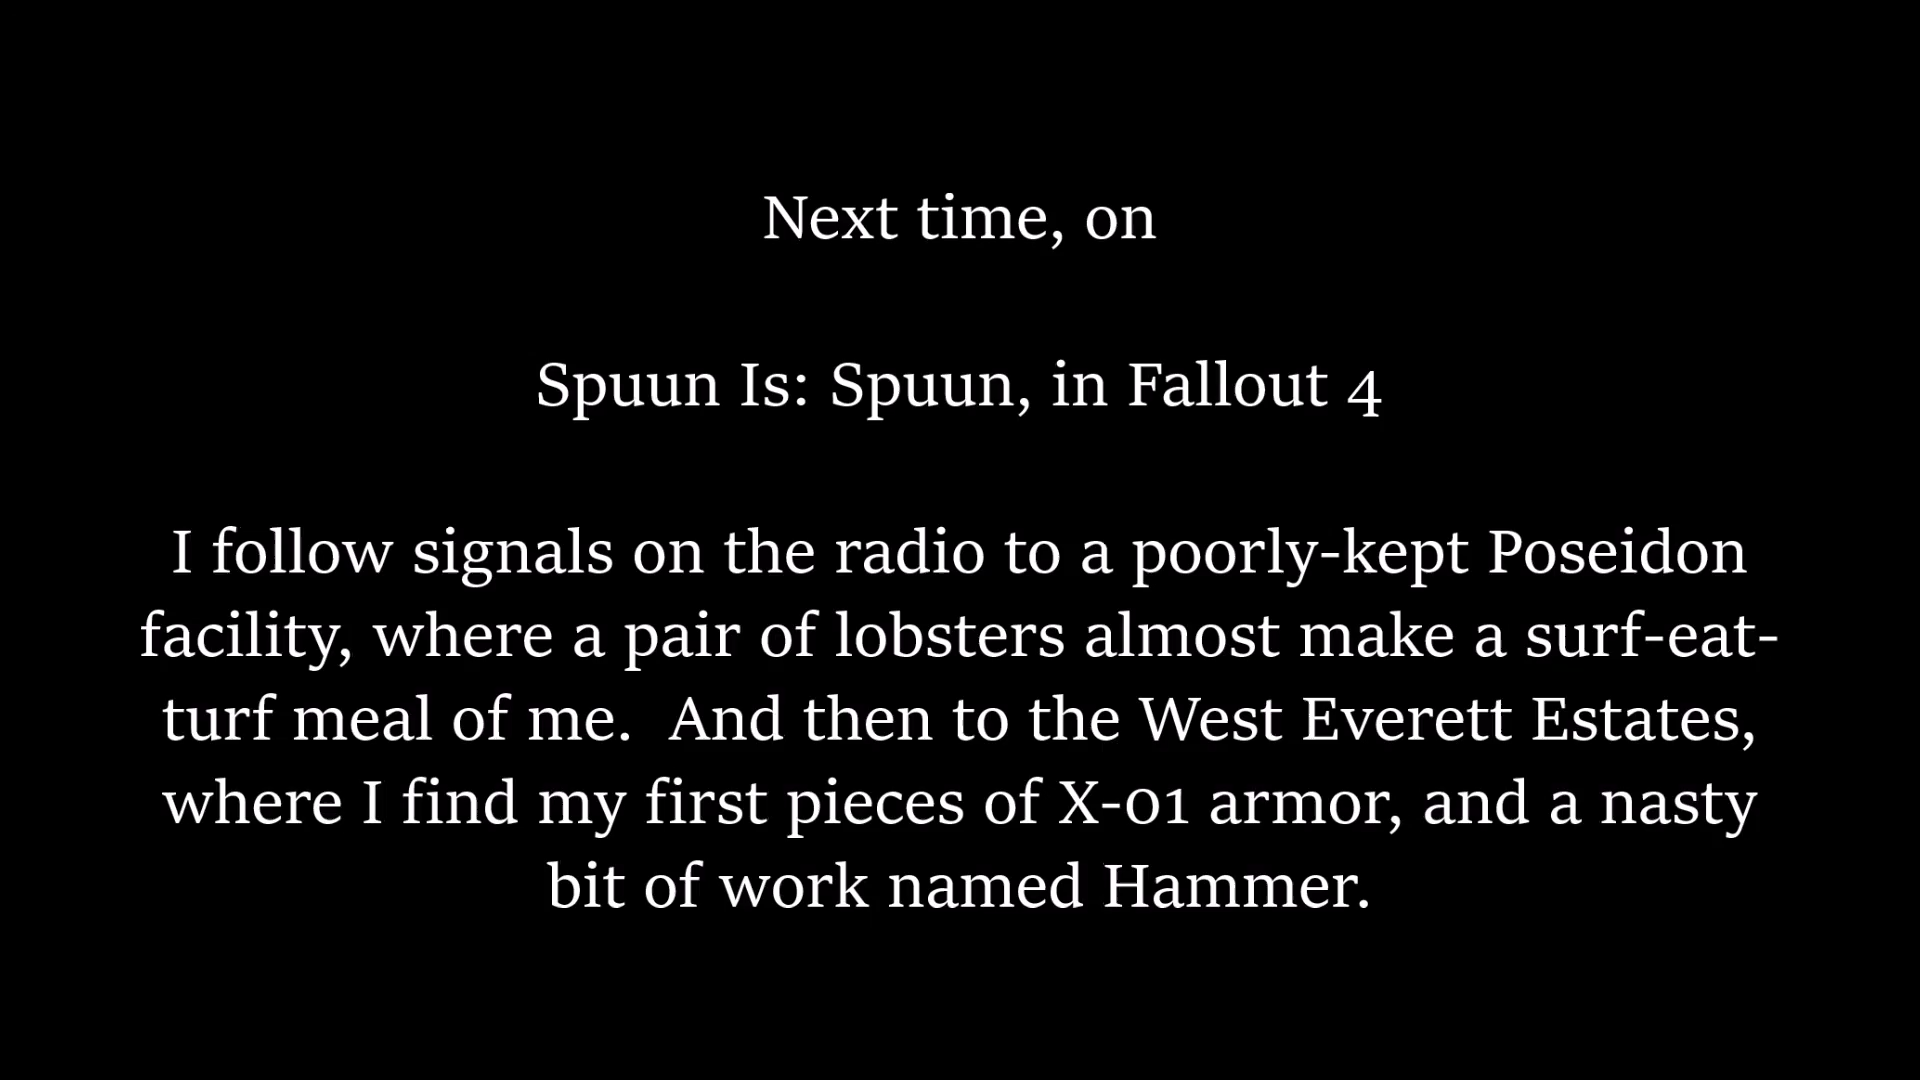 Next time, on
Spuun Is: Spuun, in Fallout 4
I follow signals on the radio to a poorly-kept Poseidon
facility, where a pair of lobsters almost make a surf-eat-
turf meal of me.  And then to the West Everett Estates,
where I find my first pieces of X-01 armor, and a nasty
bit of work named Hammer.